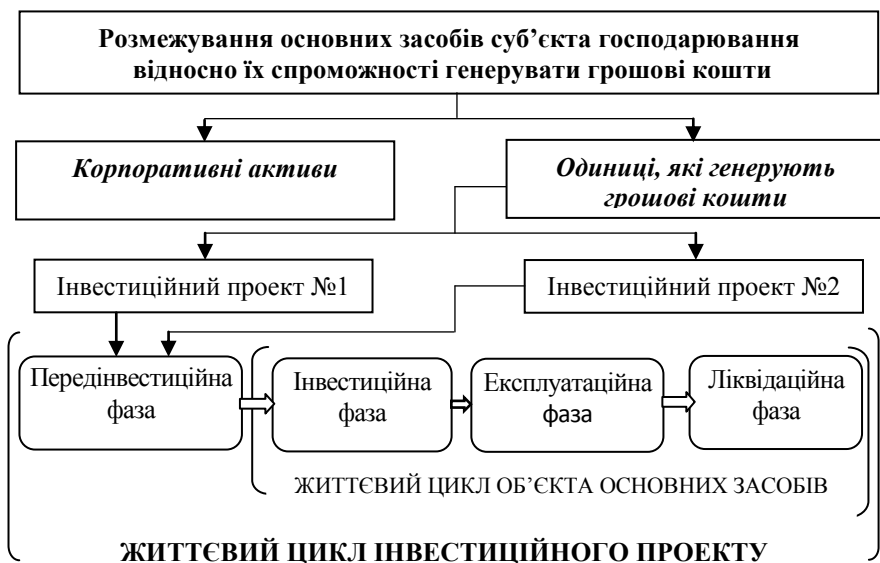 Розмежування основних засобів суб’єкта господарювання
відносно їх спроможності генерувати грошові кошти
Корпоративні активи
Одиниці, які генерують
грошові кошти
Інвестиційний проект №1
Інвестиційний проект №2
Передінвестиційна
фаза
Інвестиційна
фаза
Експлуатаційна
фаза
Ліквідаційна
фаза
ЖИТТЄВИЙ ЦИКЛ ОБ’ЄКТА ОСНОВНИХ ЗАСОБІВ
ЖИТТЄВИЙ ЦИКЛ ІНВЕСТИЦІЙНОГО ПРОЕКТУ